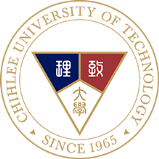 CHIHLEE UNIVERSITY OF TECHNOLOGY
理 致
大學
SINCE 1965